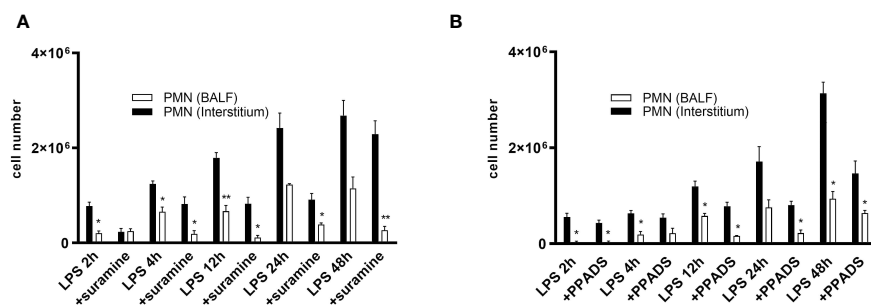 A
4×10⁶
2×10⁶
0
cell number
PMN (BALF)
PMN (Interstitium)
*
*
*
**
*
*
**
LPS 2h
+suramine
LPS 4h
+suramine
LPS 12h
+suramine
LPS 24h
+suramine
LPS 48h
+suramine
B
4×10⁶
2×10⁶
0
cell number
PMN (BALF)
PMN (Interstitium)
*
*
*
*
*
*
*
*
LPS 2h
+PPADS
LPS 4h
+PPADS
LPS 12h
+PPADS
LPS 24h
+PPADS
LPS 48h
+PPADS